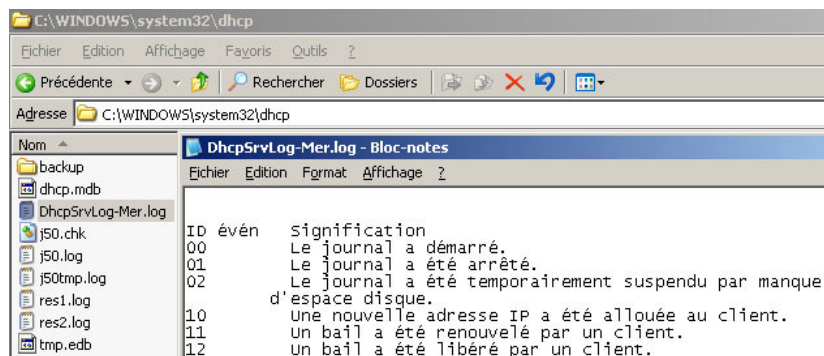 C:\WINDOWS\system32\dhcp
Fichier Edition Affichage Favoris Outils ?
Précédente Rechercher Dossiers
Adresse C:\WINDOWS\system32\dhcp
Nom
backup
dhcp.mdb
DhcpSrvLog-Mer.log
j50.chk
j50.log
j50tmp.log
res1.log
res2.log
tmp.edb
DhcpSrvLog-Mer.log - Bloc-notes
Fichier Edition Format Affichage ?
ID évén Signification
00 Le journal a démarré.
01 Le journal a été arrêté.
02 Le journal a été temporairement suspendu par manque
d'espace disque.
10 Une nouvelle adresse IP a été allouée au client.
11 Un bail a été renouvelé par un client.
12 Un bail a été libéré par un client.